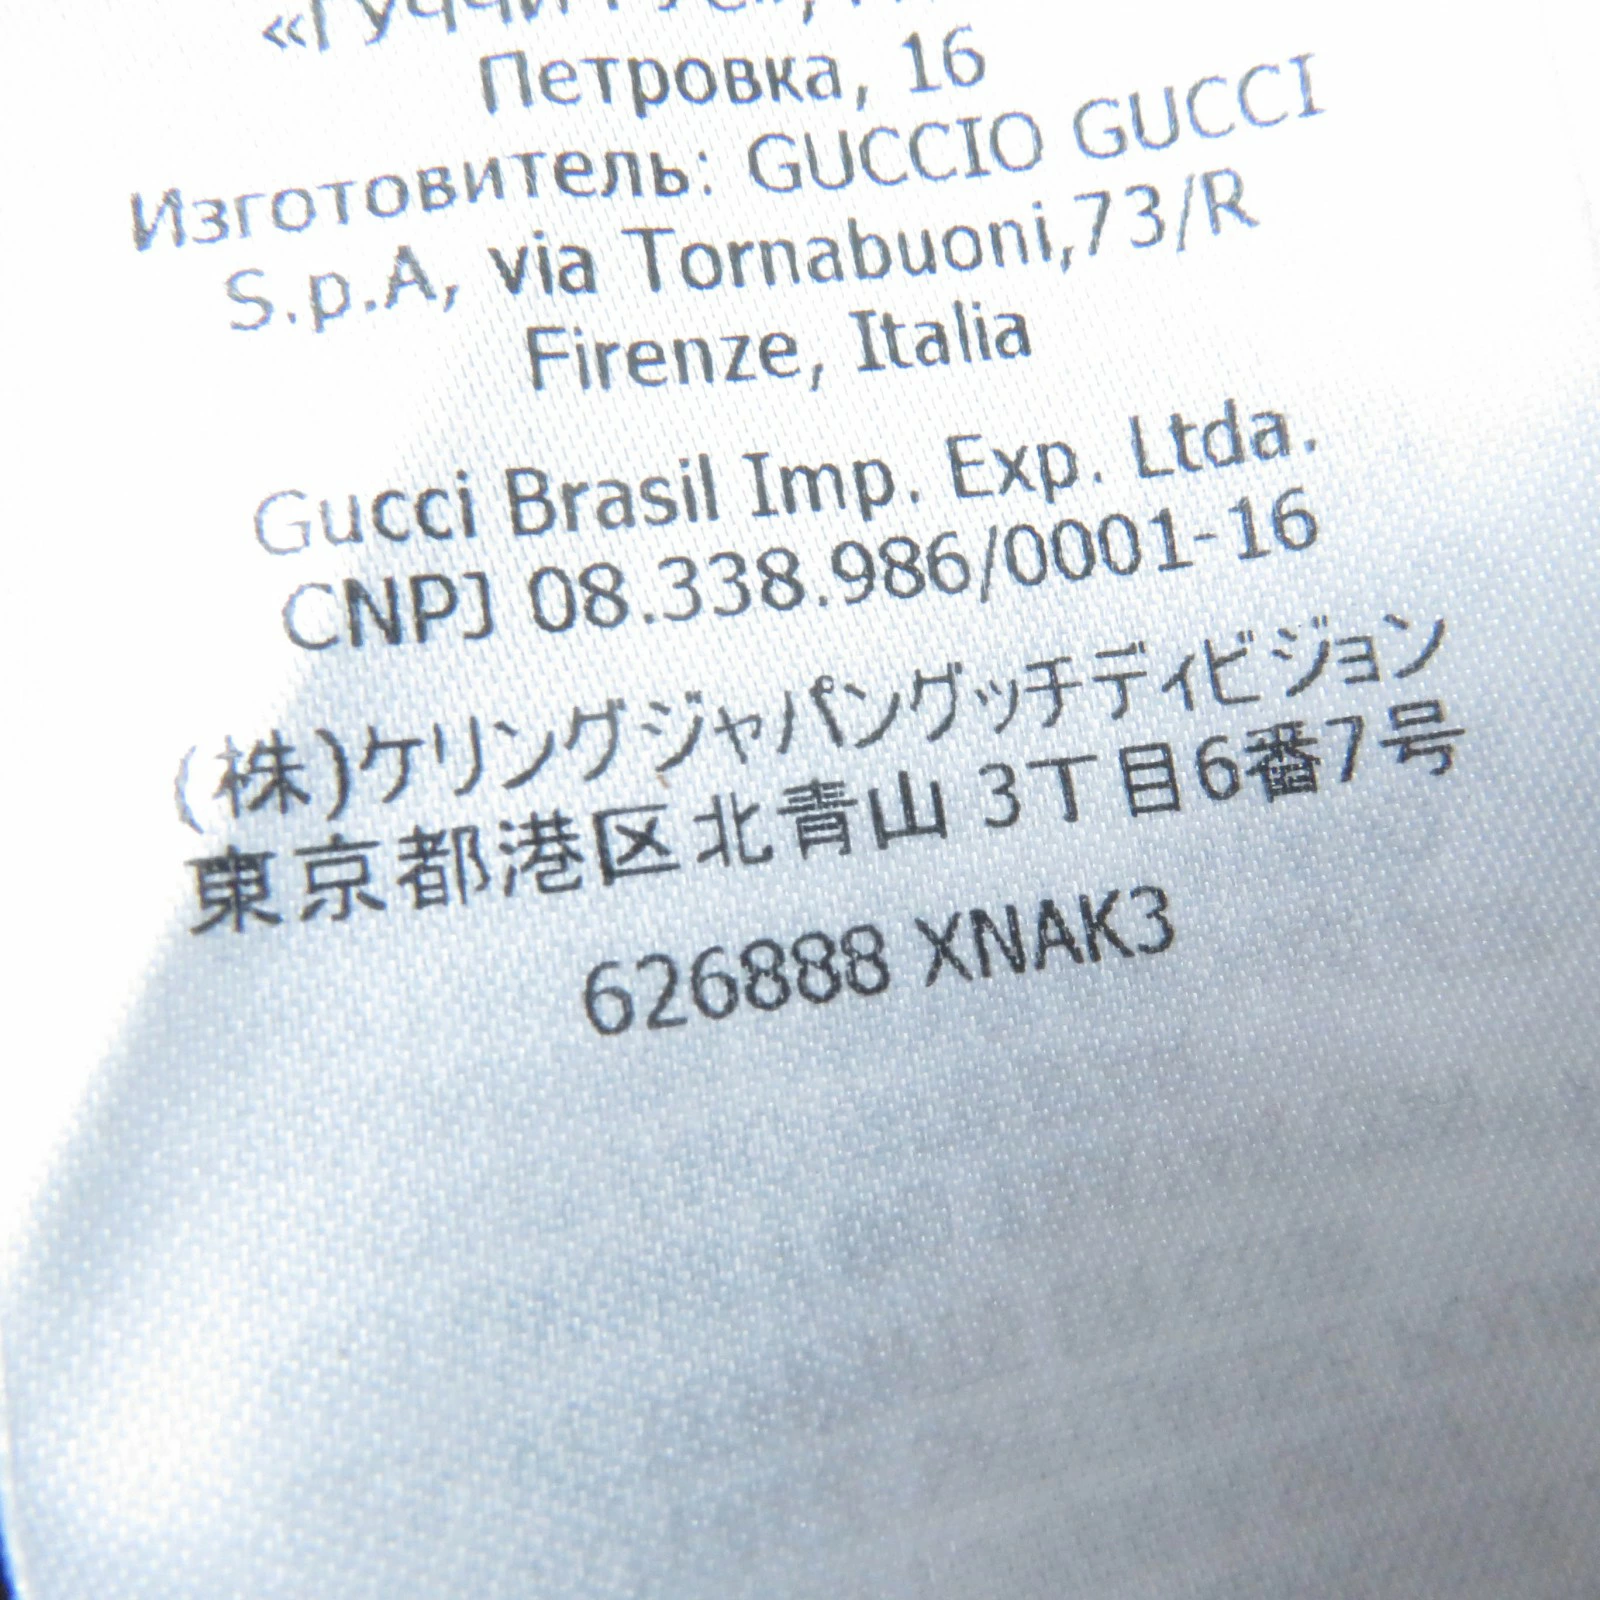 «Гуччи Рус»,
Петровка, 16
Изготовитель: GUCCIO GUCCI
S.p.A, via Tornabuoni,73/R
Firenze, Italia
Gucci Brasil Imp. Exp. Ltda.
CNPJ 08.338.986/0001-16
(株)ケリングジャパングッチディビジョン
東京都港区北青山 3丁目6番7号
626888 XNAK3